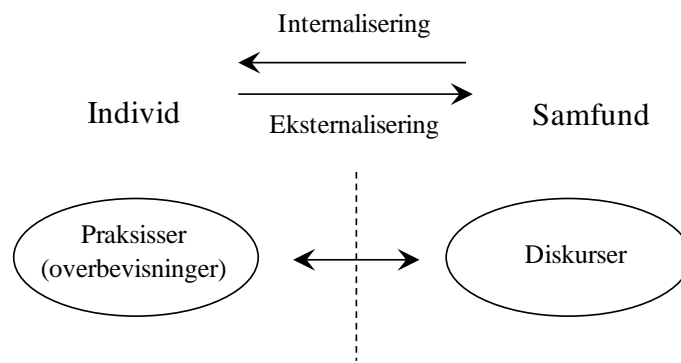 Internalisering
Individ
Eksternalisering
Samfund
Praksisser
(overbevisninger)
Diskurser